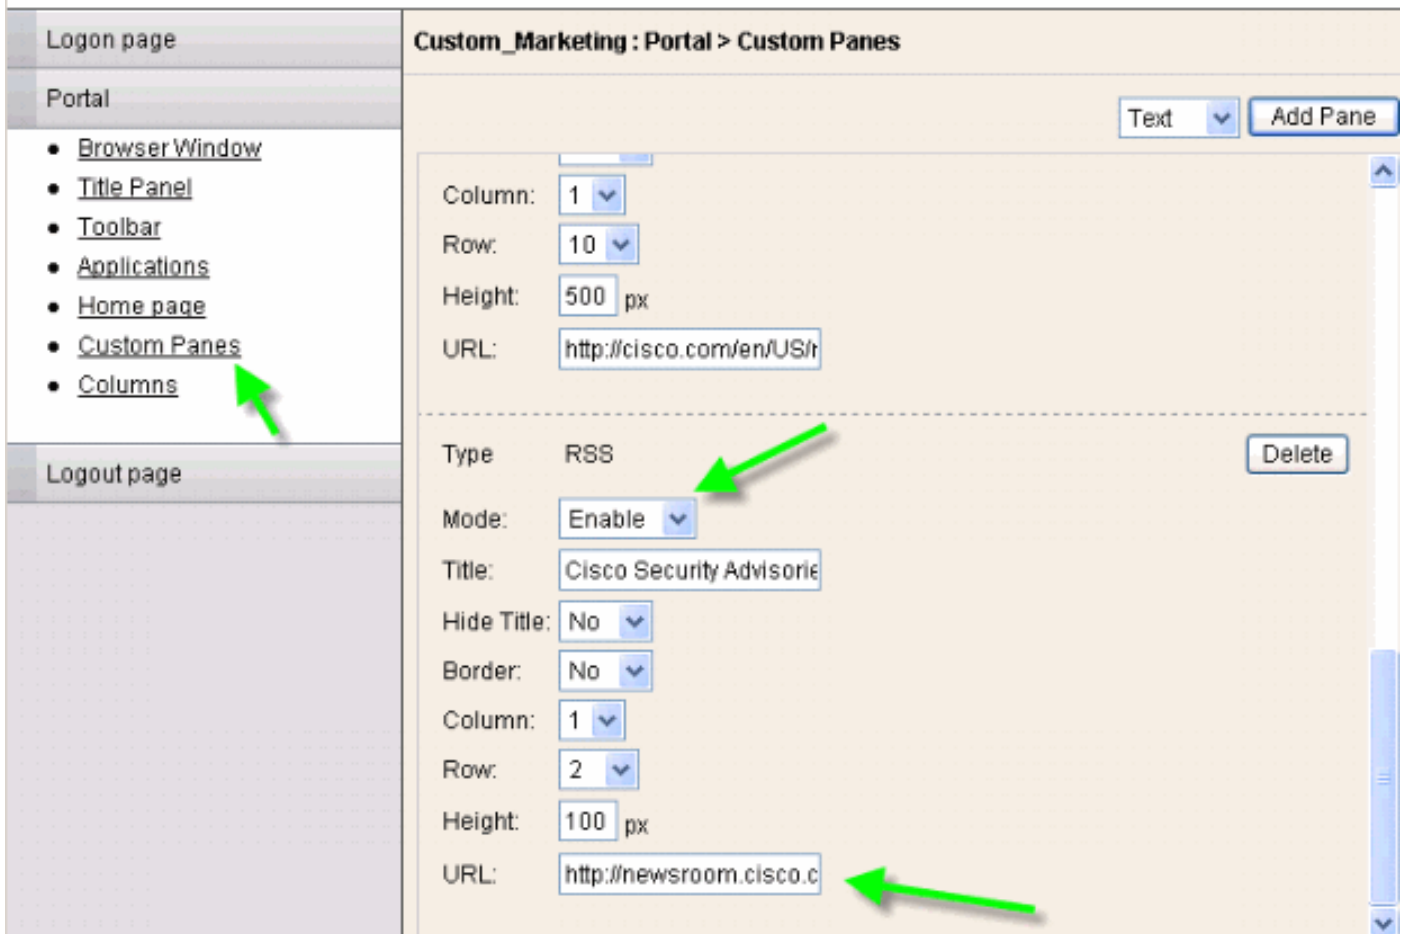 Logon page
Portal
Browser Window
Title Panel
Toolbar
Applications
Home page
Custom Panes
Columns
Logout page
Custom_Marketing : Portal > Custom Panes
Text Add Pane
Column: 1
Row: 10
Height: 500 px
URL: http://cisco.com/en/US/
Type RSS Delete
Mode: Enable
Title: Cisco Security Advisorie
Hide Title: No
Border: No
Column: 1
Row: 2
Height: 100 px
URL: http://newsroom.cisco.c